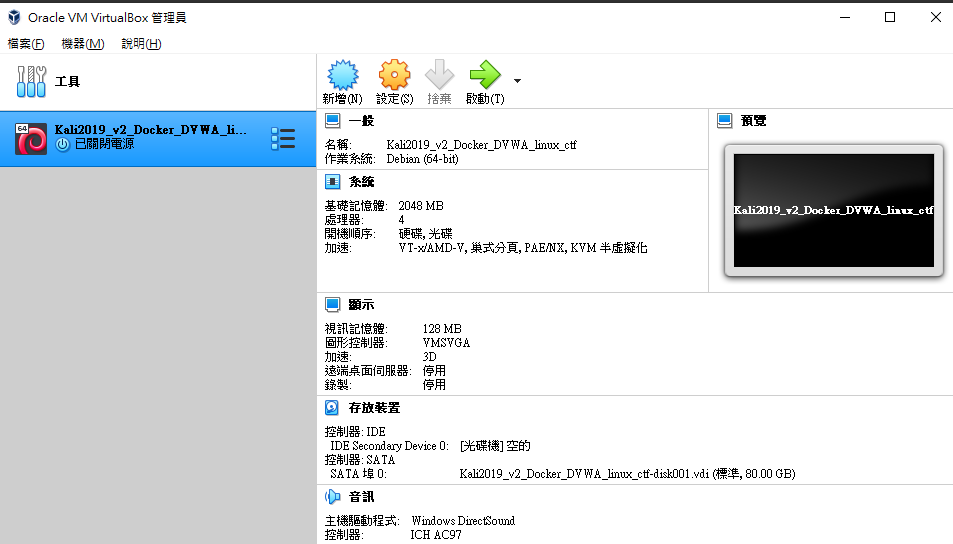 Oracle VM VirtualBox 管理員
檔案(F) 機器(M) 說明(H)
工具
新增(N) 設定(S) 捨棄 啟動(T)
64
Kali2019_v2_Docker_DVWA_li...
已關閉電源
一般
名稱: Kali2019_v2_Docker_DVWA_linux_ctf
作業系統: Debian (64-bit)
預覽
Kali2019_v2_Docker_DVWA_linux_ctf
系統
基礎記憶體: 2048 MB
處理器: 4
開機順序: 硬碟, 光碟
加速: VT-x/AMD-V, 巢式分頁, PAE/NX, KVM 半虛擬化
顯示
視訊記憶體: 128 MB
圖形控制器: VMSVGA
加速: 3D
遠端桌面伺服器: 停用
錄製: 停用
存放裝置
控制器: IDE
IDE Secondary Device 0: [光碟機] 空的
控制器: SATA
SATA 埠 0: Kali2019_v2_Docker_DVWA_linux_ctf-disk001.vdi (標準, 80.00 GB)
音訊
主機驅動程式: Windows DirectSound
控制器: ICH AC97